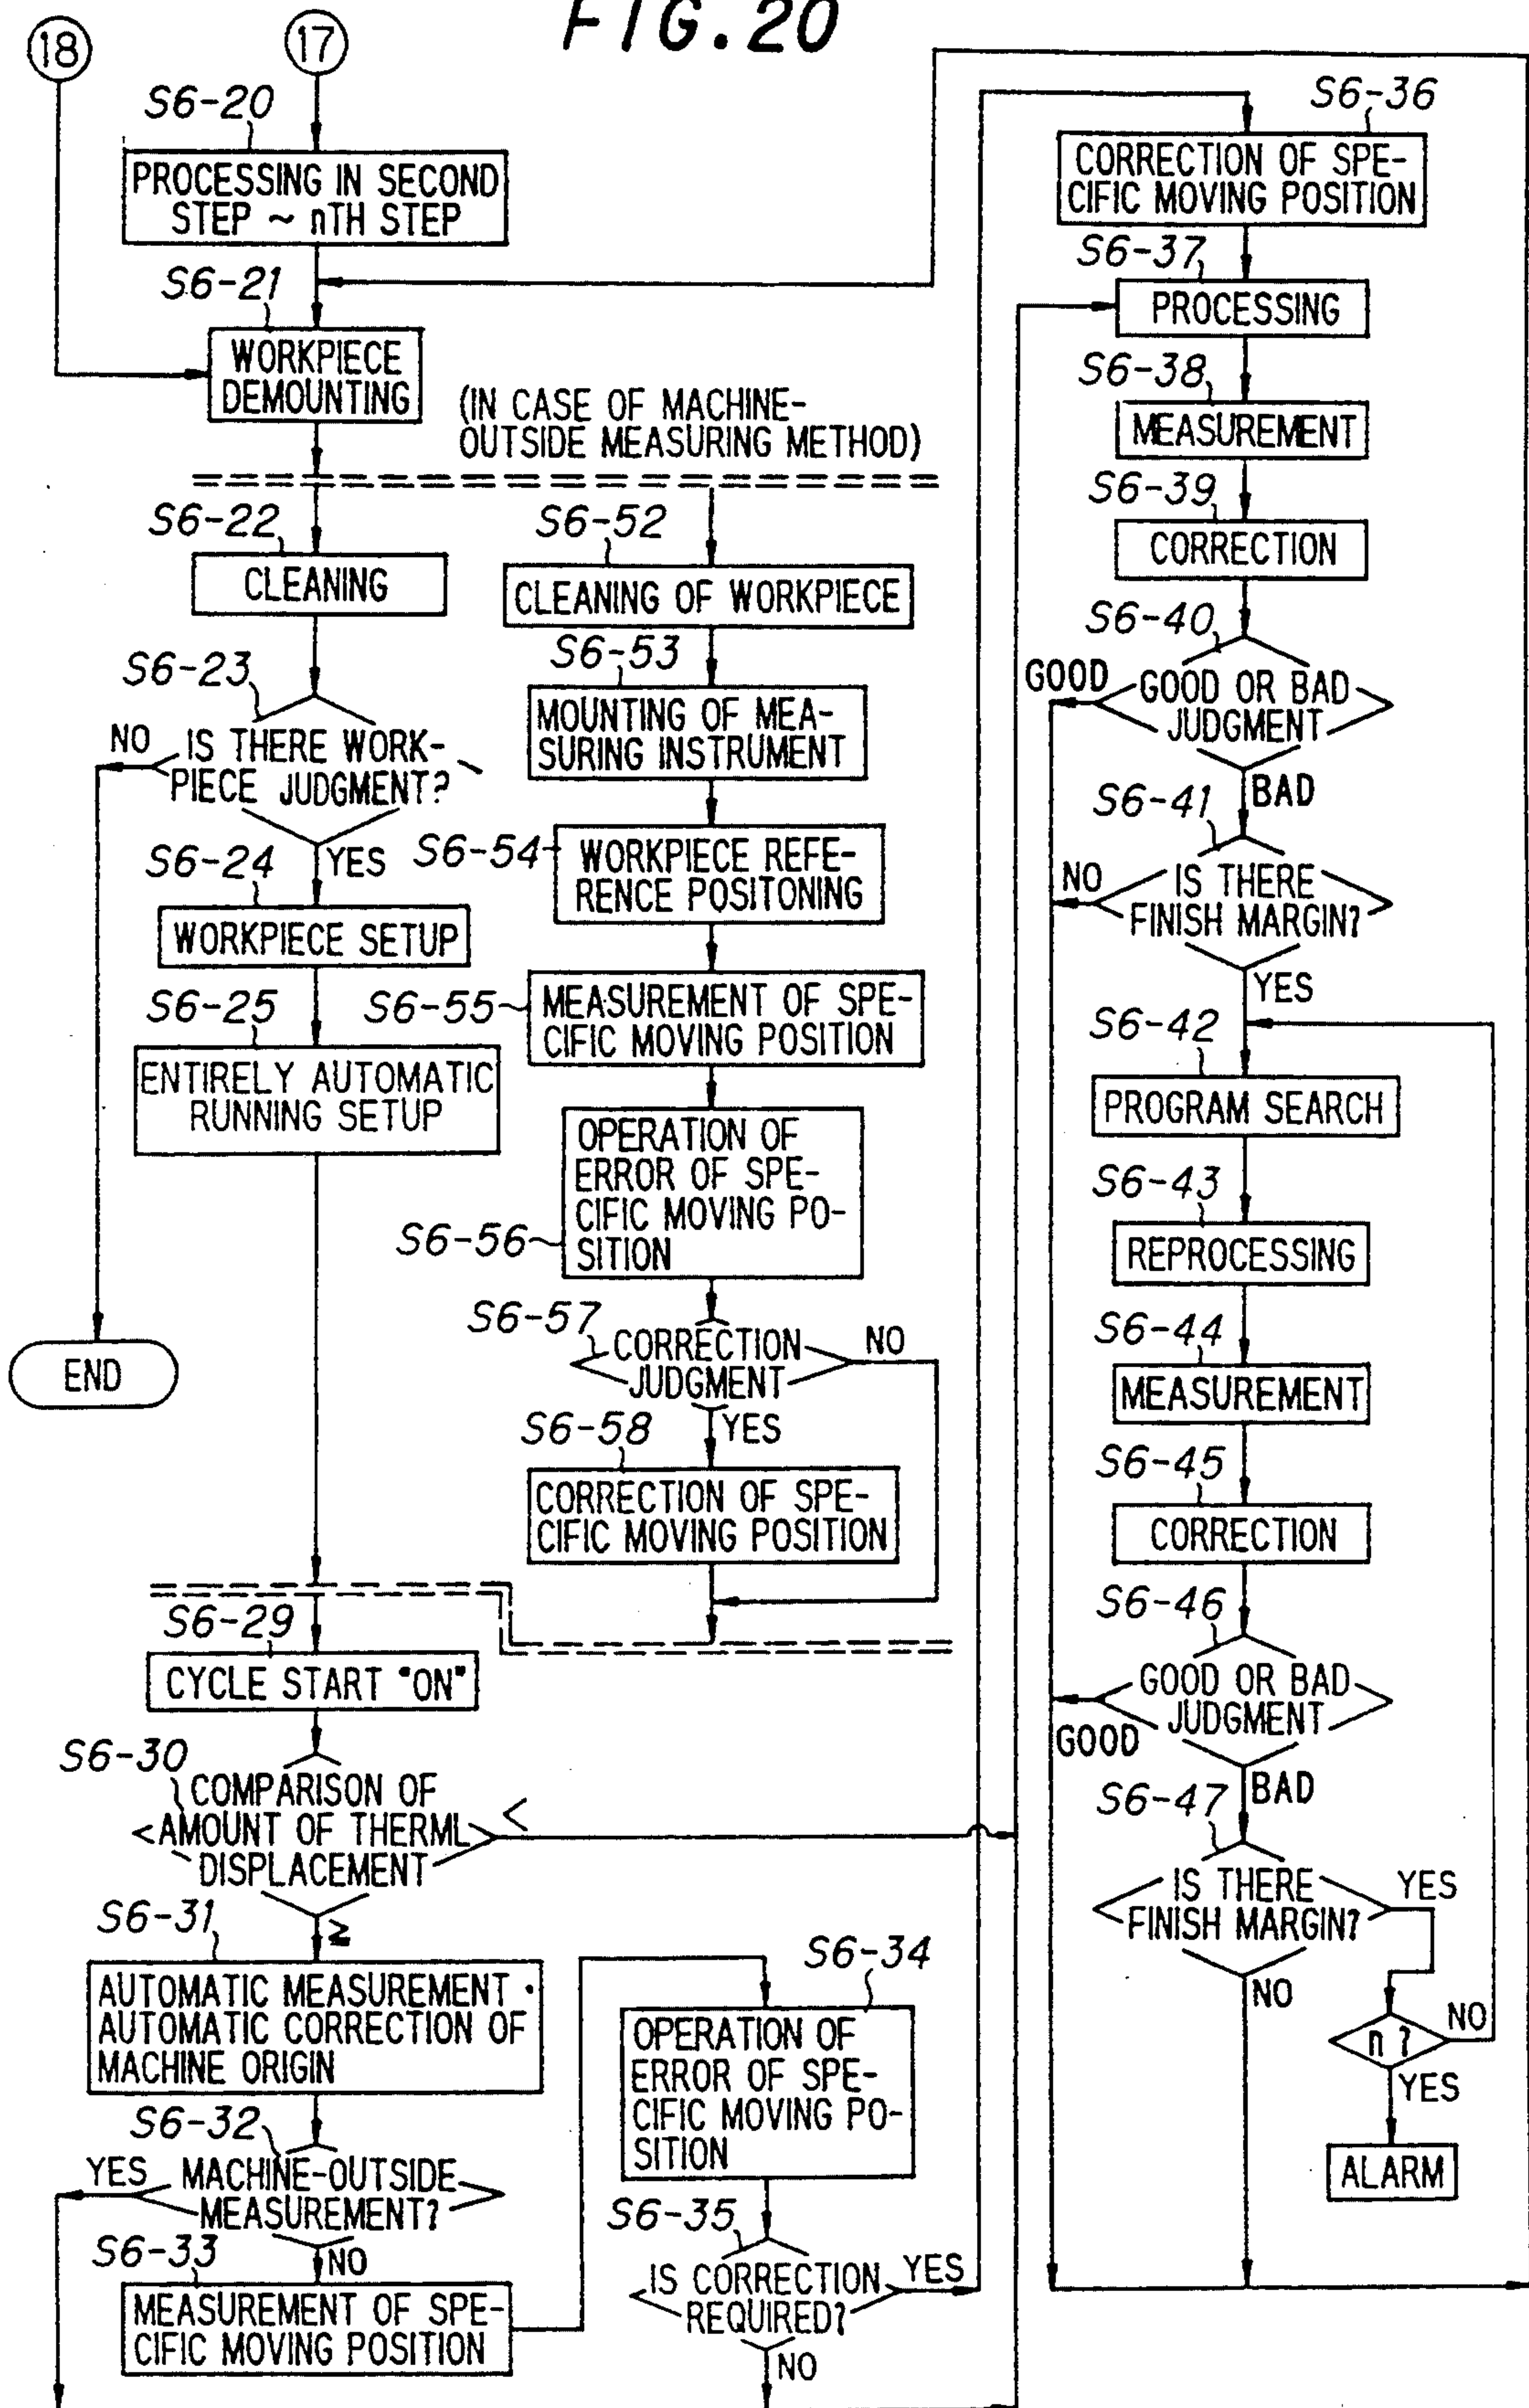 FIG. 20
18
17
S6-20
PROCESSING IN SECOND
STEP ~ nTH STEP
S6-21
WORKPIECE
DEMOUNTING
(IN CASE OF MACHINE-
OUTSIDE MEASURING METHOD)
S6-22
CLEANING
S6-23
IS THERE WORK-
PIECE JUDGMENT?
NO
YES
S6-24
WORKPIECE SETUP
S6-25
ENTIRELY AUTOMATIC
RUNNING SETUP
END
S6-52
CLEANING OF WORKPIECE
S6-53
MOUNTING OF MEA-
SURING INSTRUMENT
S6-54
WORKPIECE REFE-
RENCE POSITONING
S6-55
MEASUREMENT OF SPE-
CIFIC MOVING POSITION
OPERATION OF
ERROR OF SPE-
CIFIC MOVING PO-
SITION
S6-56
S6-57
CORRECTION
JUDGMENT
NO
YES
S6-58
CORRECTION OF SPE-
CIFIC MOVING POSITION
S6-29
CYCLE START "ON"
S6-30
COMPARISON OF
AMOUNT OF THERML
DISPLACEMENT
<
≧
S6-31
AUTOMATIC MEASUREMENT ·
AUTOMATIC CORRECTION OF
MACHINE ORIGIN
S6-32
YES
MACHINE-OUTSIDE
MEASUREMENT?
NO
S6-33
MEASUREMENT OF SPE-
CIFIC MOVING POSITION
S6-34
OPERATION OF
ERROR OF SPE-
CIFIC MOVING PO-
SITION
S6-35
IS CORRECTION
REQUIRED?
YES
NO
S6-36
CORRECTION OF SPE-
CIFIC MOVING POSITION
S6-37
PROCESSING
S6-38
MEASUREMENT
S6-39
CORRECTION
S6-40
GOOD
GOOD OR BAD
JUDGMENT
BAD
S6-41
NO
IS THERE
FINISH MARGIN?
YES
S6-42
PROGRAM SEARCH
S6-43
REPROCESSING
S6-44
MEASUREMENT
S6-45
CORRECTION
S6-46
GOOD OR BAD
JUDGMENT
GOOD
BAD
S6-47
IS THERE
FINISH MARGIN?
YES
NO
n ?
NO
YES
ALARM